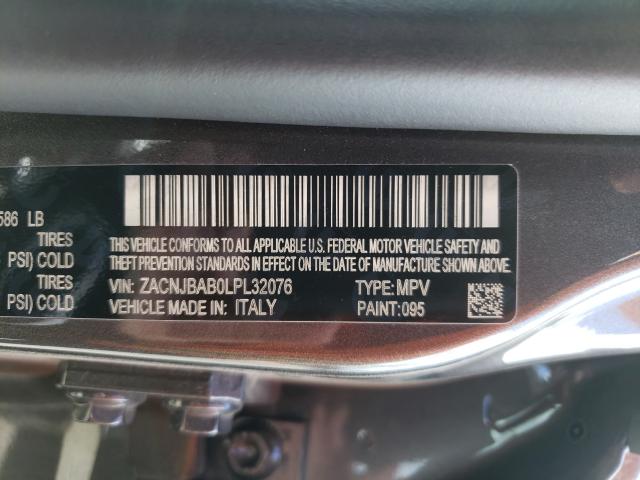 586 LB
TIRES
PSI) COLD
TIRES
PSI) COLD
THIS VEHICLE CONFORMS TO ALL APPLICABLE U.S. FEDERAL MOTOR VEHICLE SAFETY AND
THEFT PREVENTION STANDARDS IN EFFECT ON THE DATE OF MANUFACTURE SHOWN ABOVE.
VIN: ZACNJBAB0LPL32076 TYPE: MPV
VEHICLE MADE IN: ITALY PAINT: 095